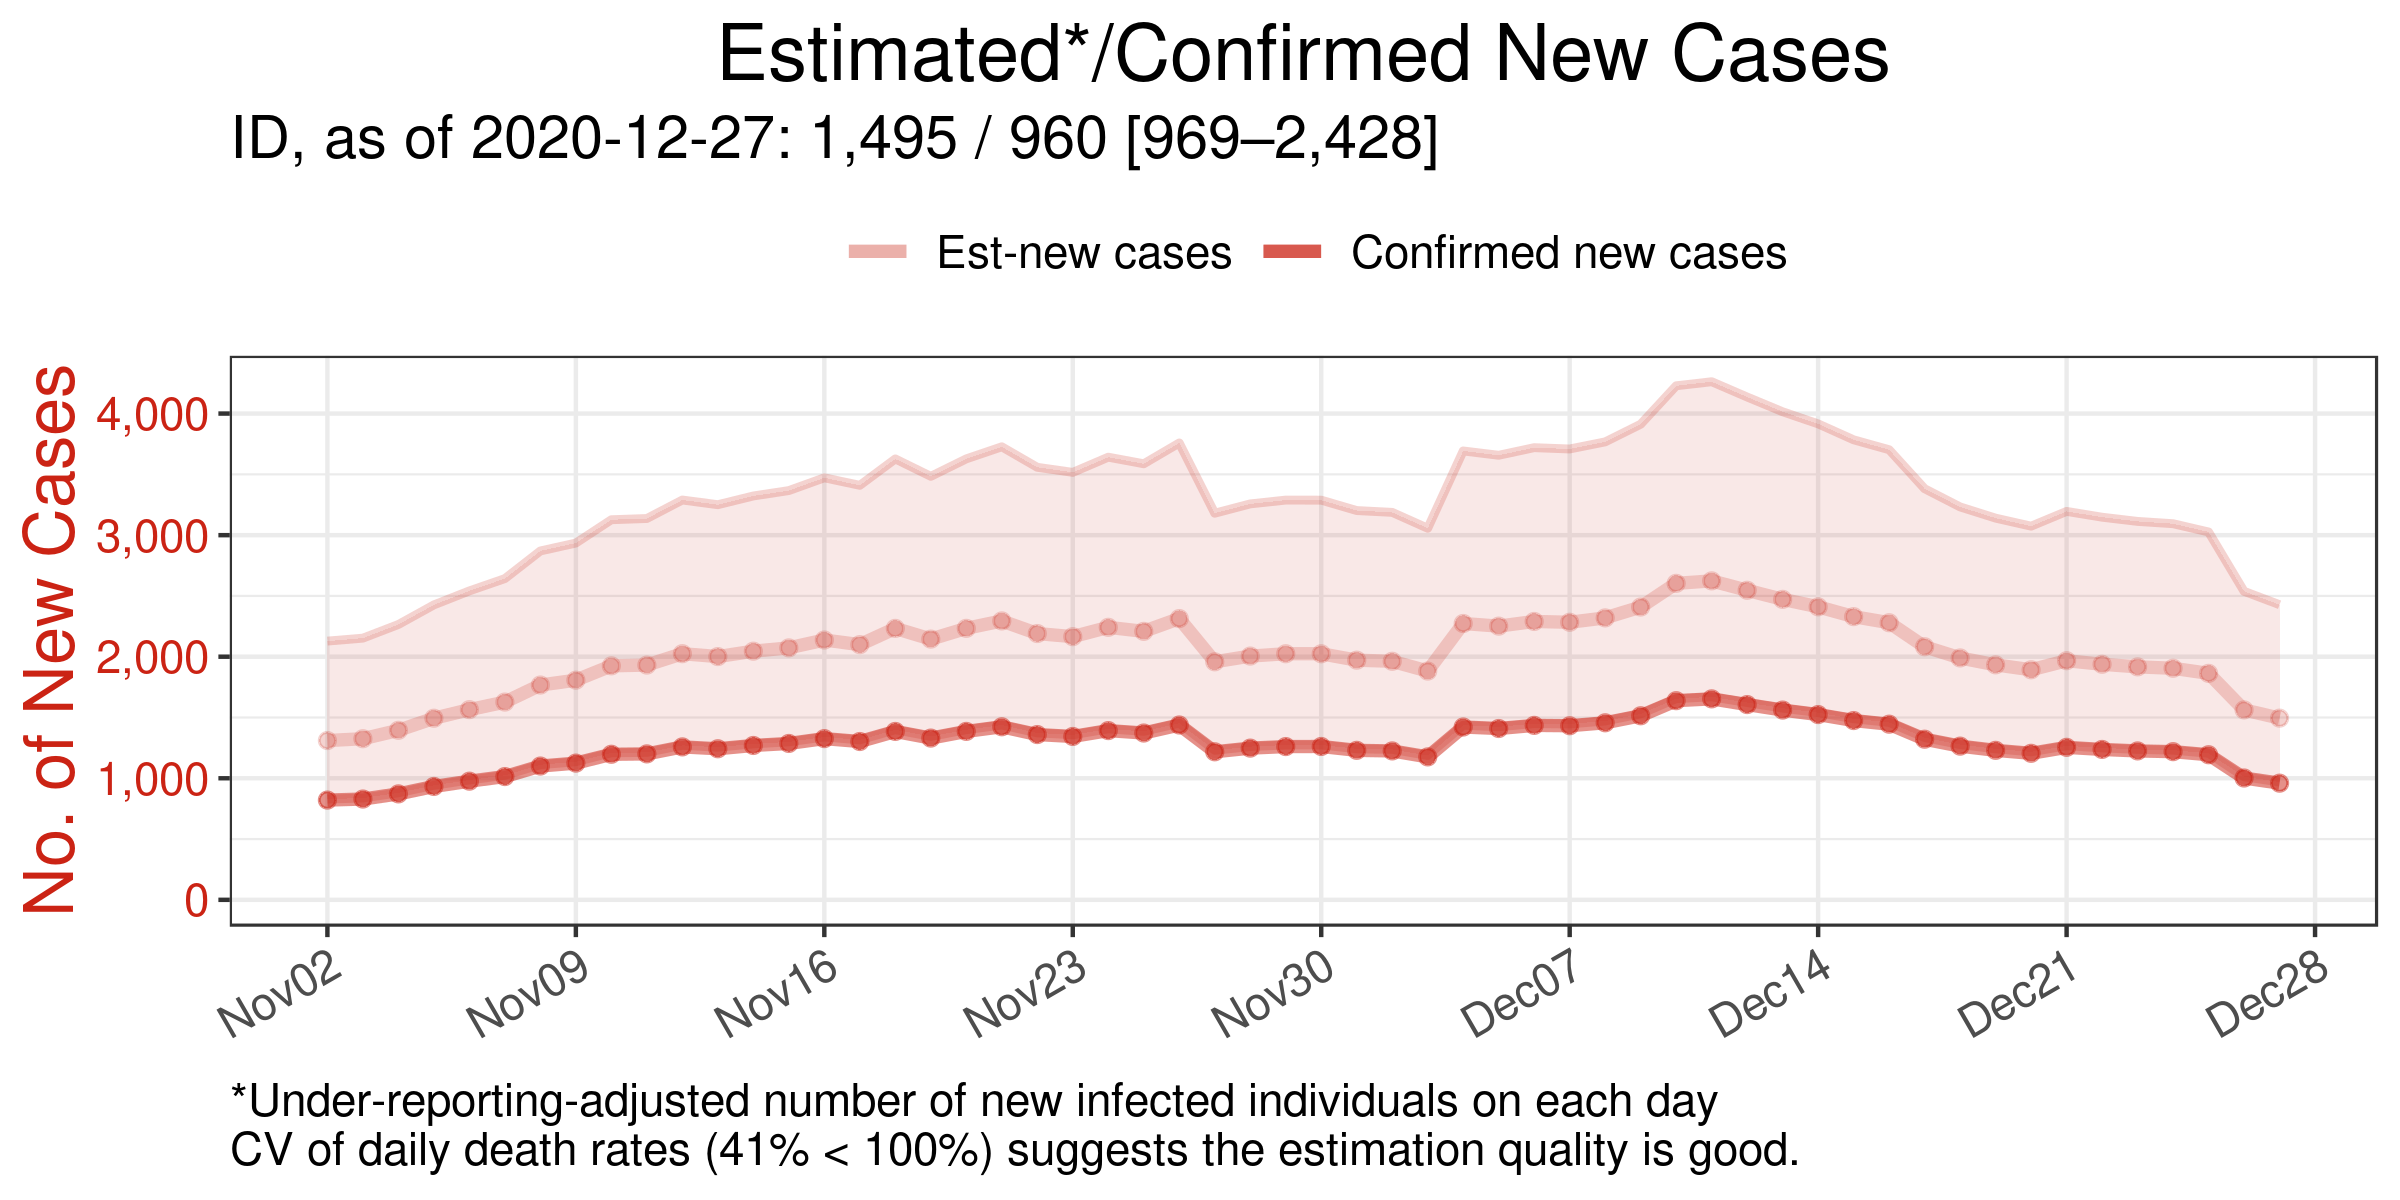 Estimated*/Confirmed New Cases
ID, as of 2020-12-27: 1,495 / 960 [969–2,428]
Est-new cases Confirmed new cases
No. of New Cases
4,000
3,000
2,000
1,000
0
Nov02 Nov09 Nov16 Nov23 Nov30 Dec07 Dec14 Dec21 Dec28
*Under-reporting-adjusted number of new infected individuals on each day
CV of daily death rates (41% < 100%) suggests the estimation quality is good.